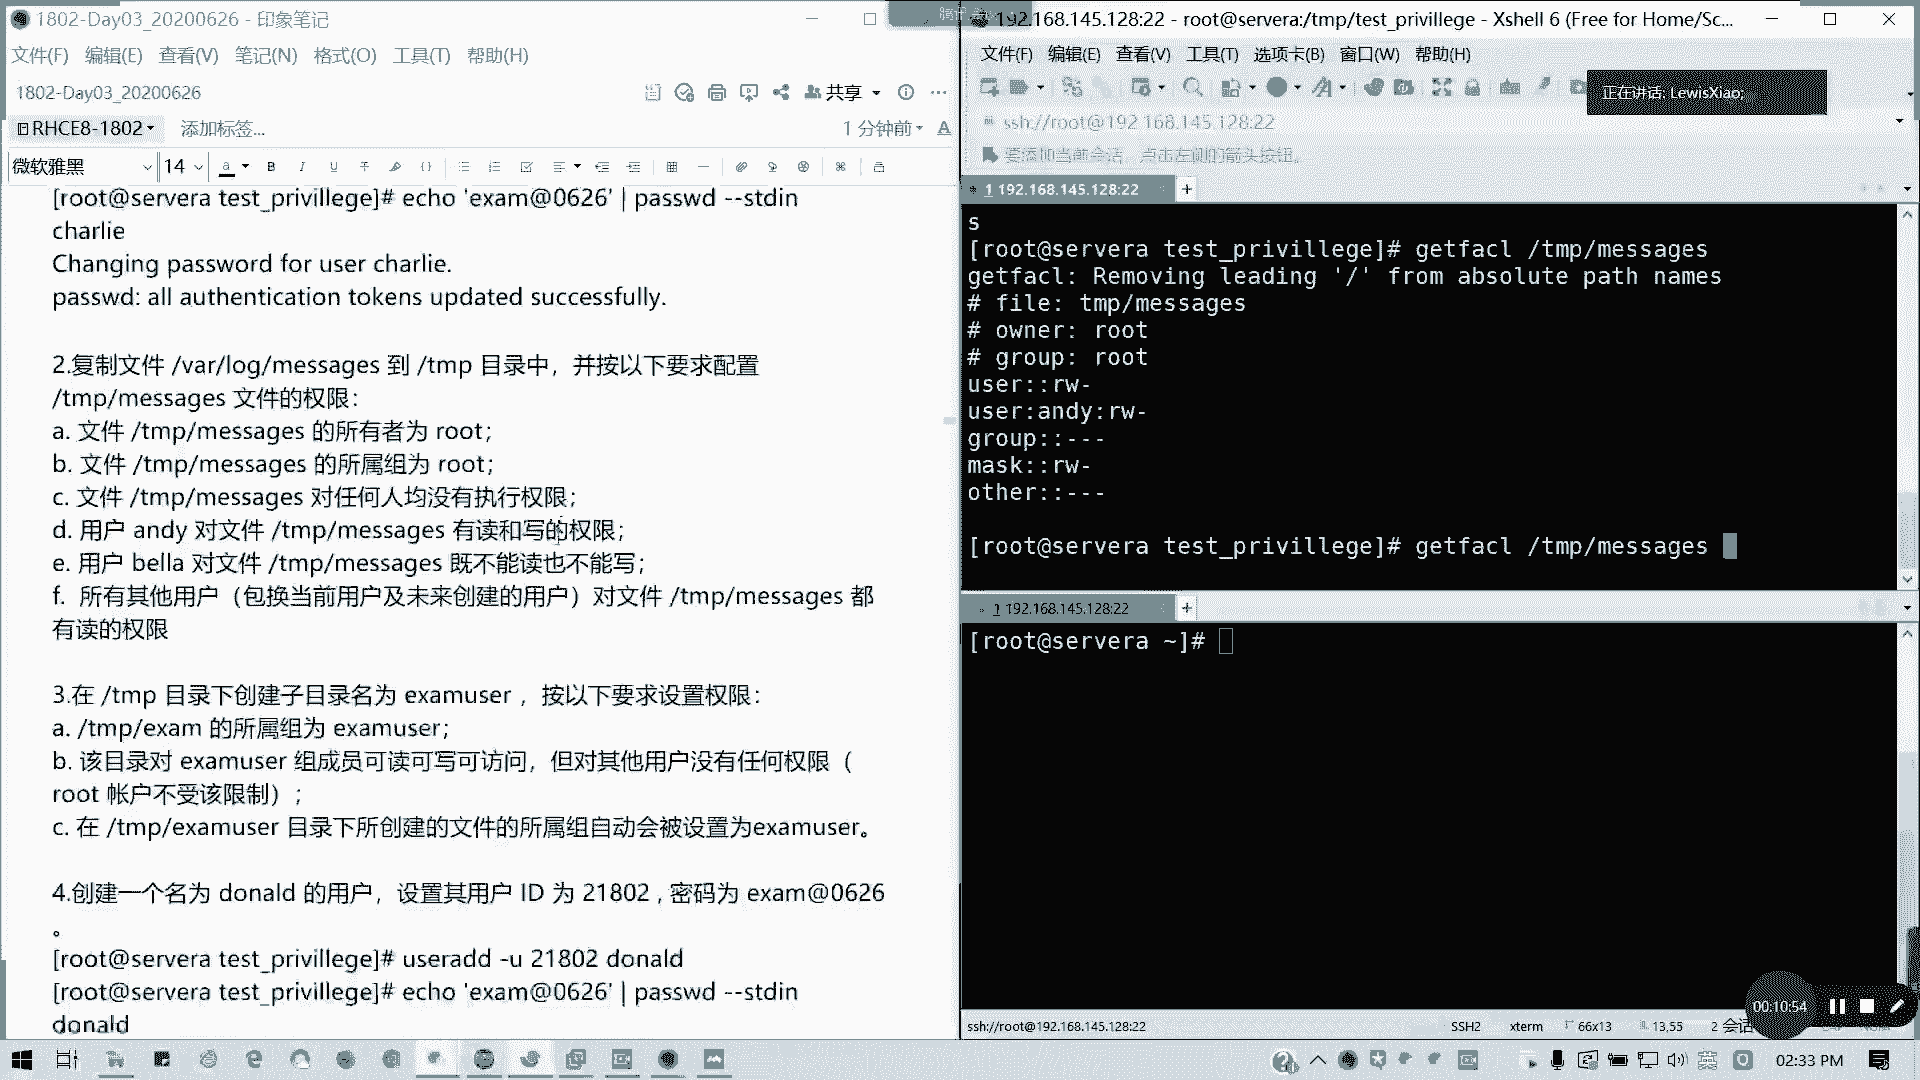 1802-Day03_20200626 - 印象笔记
文件(F) 编辑(E) 查看(V) 笔记(N) 格式(O) 工具(T) 帮助(H)
1802-Day03_20200626
共享
RHCE8-1802
添加标签...
1 分钟前
微软雅黑
14
[root@servera test_privillege]# echo 'exam@0626' | passwd --stdin
charlie
Changing password for user charlie.
passwd: all authentication tokens updated successfully.
2.复制文件 /var/log/messages 到 /tmp 目录中，并按以下要求配置
/tmp/messages 文件的权限：
a. 文件 /tmp/messages 的所有者为 root；
b. 文件 /tmp/messages 的所属组为 root；
c. 文件 /tmp/messages 对任何人均没有执行权限；
d. 用户 andy 对文件 /tmp/messages 有读和写的权限；
e. 用户 bella 对文件 /tmp/messages 既不能读也不能写；
f. 所有其他用户（包换当前用户及未来创建的用户）对文件 /tmp/messages 都
有读的权限
3.在 /tmp 目录下创建子目录名为 examuser ，按以下要求设置权限：
a. /tmp/exam 的所属组为 examuser；
b. 该目录对 examuser 组成员可读可写可访问，但对其他用户没有任何权限（
root 帐户不受该限制）；
c. 在 /tmp/examuser 目录下所创建的文件的所属组自动会被设置为examuser。
4.创建一个名为 donald 的用户，设置其用户 ID 为 21802 , 密码为 exam@0626
。
[root@servera test_privillege]# useradd -u 21802 donald
[root@servera test_privillege]# echo 'exam@0626' | passwd --stdin
donald
192.168.145.128:22 - root@servera:/tmp/test_privillege - Xshell 6 (Free for Home/Sc...
文件(F) 编辑(E) 查看(V) 工具(T) 选项卡(B) 窗口(W) 帮助(H)
正在讲话: LewisXiao;
ssh://root@192.168.145.128:22
要添加当前会话，点击左侧的箭头按钮。
1 192.168.145.128:22
s
[root@servera test_privillege]# getfacl /tmp/messages
getfacl: Removing leading '/' from absolute path names
# file: tmp/messages
# owner: root
# group: root
user::rw-
user:andy:rw-
group::---
mask::rw-
other::---
[root@servera test_privillege]# getfacl /tmp/messages
1 192.168.145.128:22
[root@servera ~]#
00:10:54
ssh://root@192.168.145.128:22
SSH2
xterm
66x13
13,55
2 会话
02:33 PM